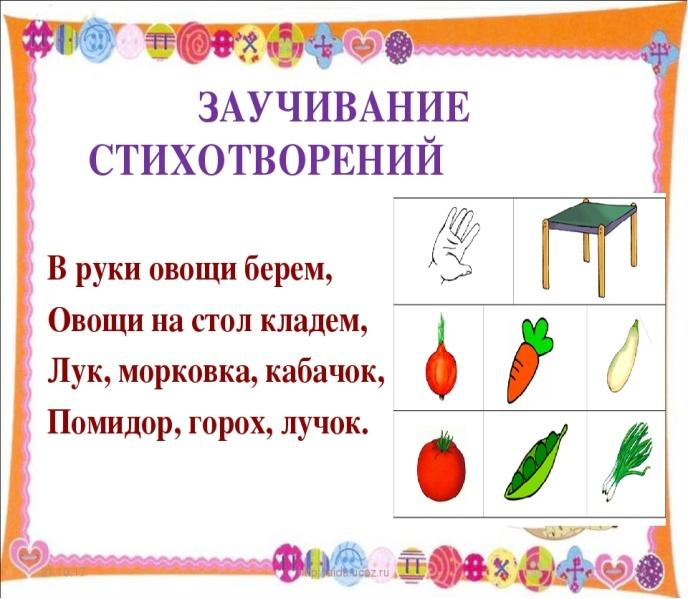 ЗАУЧИВАНИЕ
СТИХОТВОРЕНИЙ
В руки овощи берем,
Овощи на стол кладем,
Лук, морковка, кабачок,
Помидор, горох, лучок.